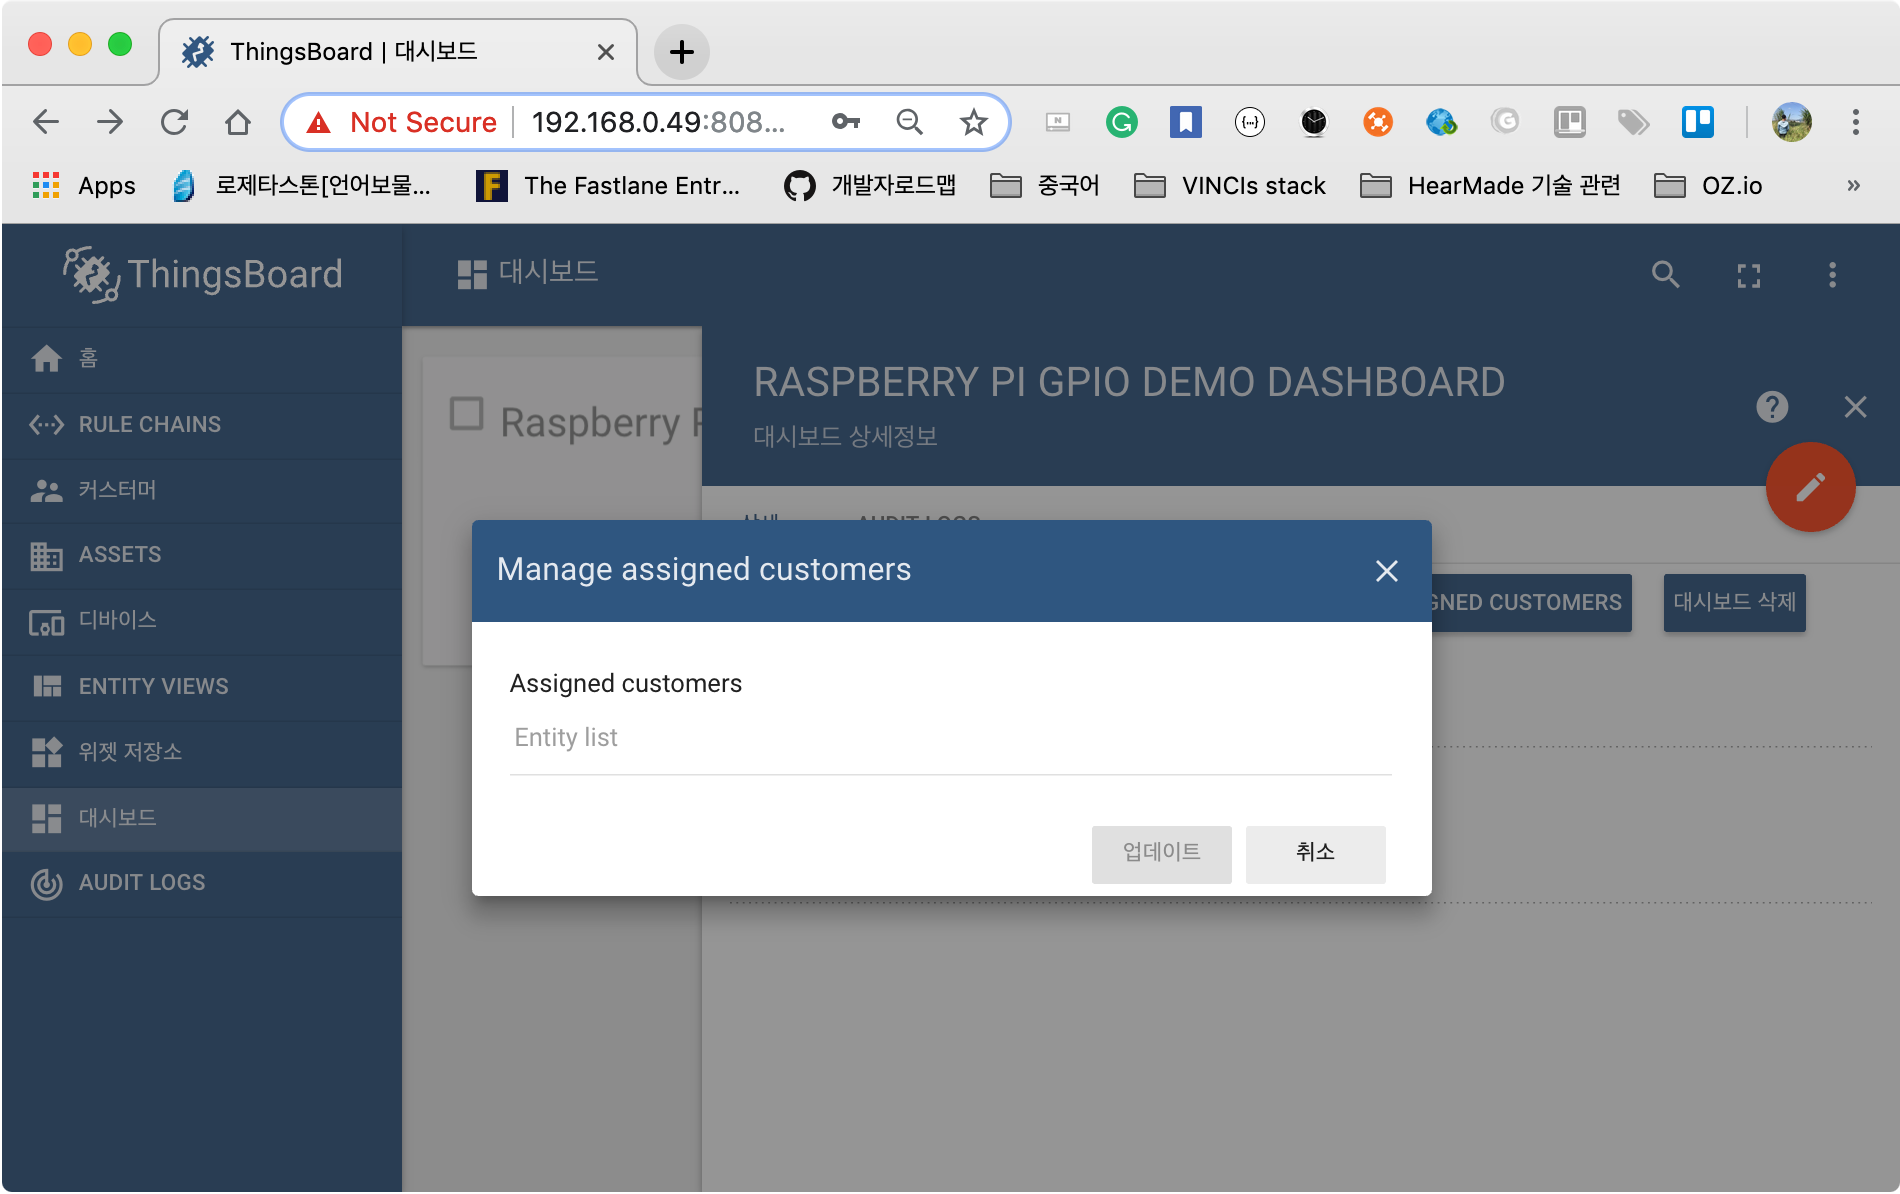 ThingsBoard | 대시보드
Not Secure
192.168.0.49:808...
Apps
로제타스톤[언어보물...
The Fastlane Entr...
개발자로드맵
중국어
VINCIs stack
HearMade 기술 관련
OZ.io
»
ThingsBoard
대시보드
홈
RULE CHAINS
커스터머
ASSETS
디바이스
ENTITY VIEWS
위젯 저장소
대시보드
AUDIT LOGS
Raspberry P
RASPBERRY PI GPIO DEMO DASHBOARD
대시보드 상세정보
상세
AUDIT LOGS
GNED CUSTOMERS
대시보드 삭제
Manage assigned customers
Assigned customers
Entity list
업데이트
취소